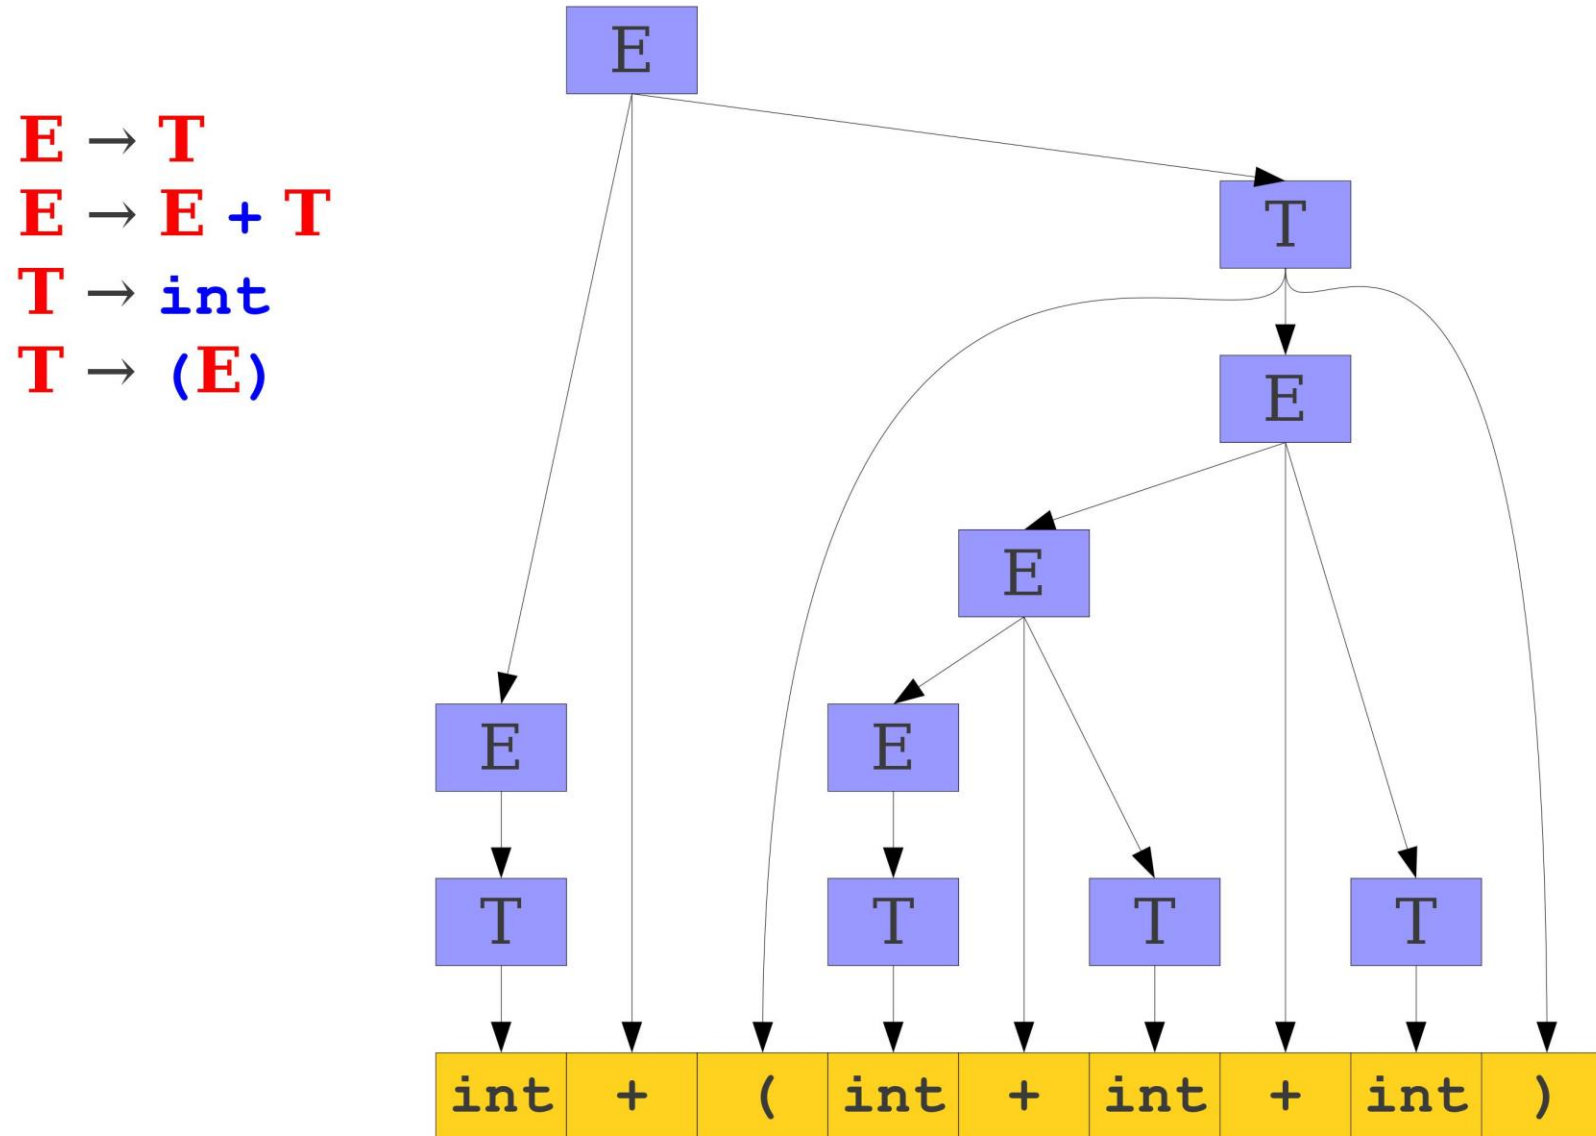 E
E → T
E → E + T
T
T → int
T → (E)
E
E
E E
T T T T
int + ( int + int + int )